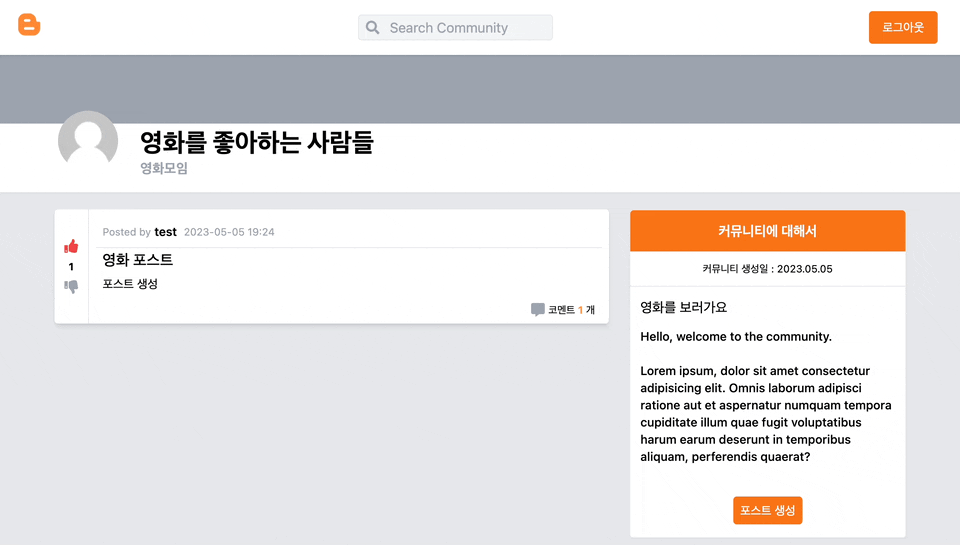 Search Community
로그아웃
영화를 좋아하는 사람들
영화모임
Posted by test 2023-05-05 19:24
영화 포스트
1
포스트 생성
코멘트 1 개
커뮤니티에 대해서
커뮤니티 생성일 : 2023.05.05
영화를 보러가요
Hello, welcome to the community.
Lorem ipsum, dolor sit amet consectetur
adipisicing elit. Omnis laborum adipisci
ratione aut et aspernatur numquam tempora
cupiditate illum quae fugit voluptatibus
harum earum deserunt in temporibus
aliquam, perferendis quaerat?
포스트 생성